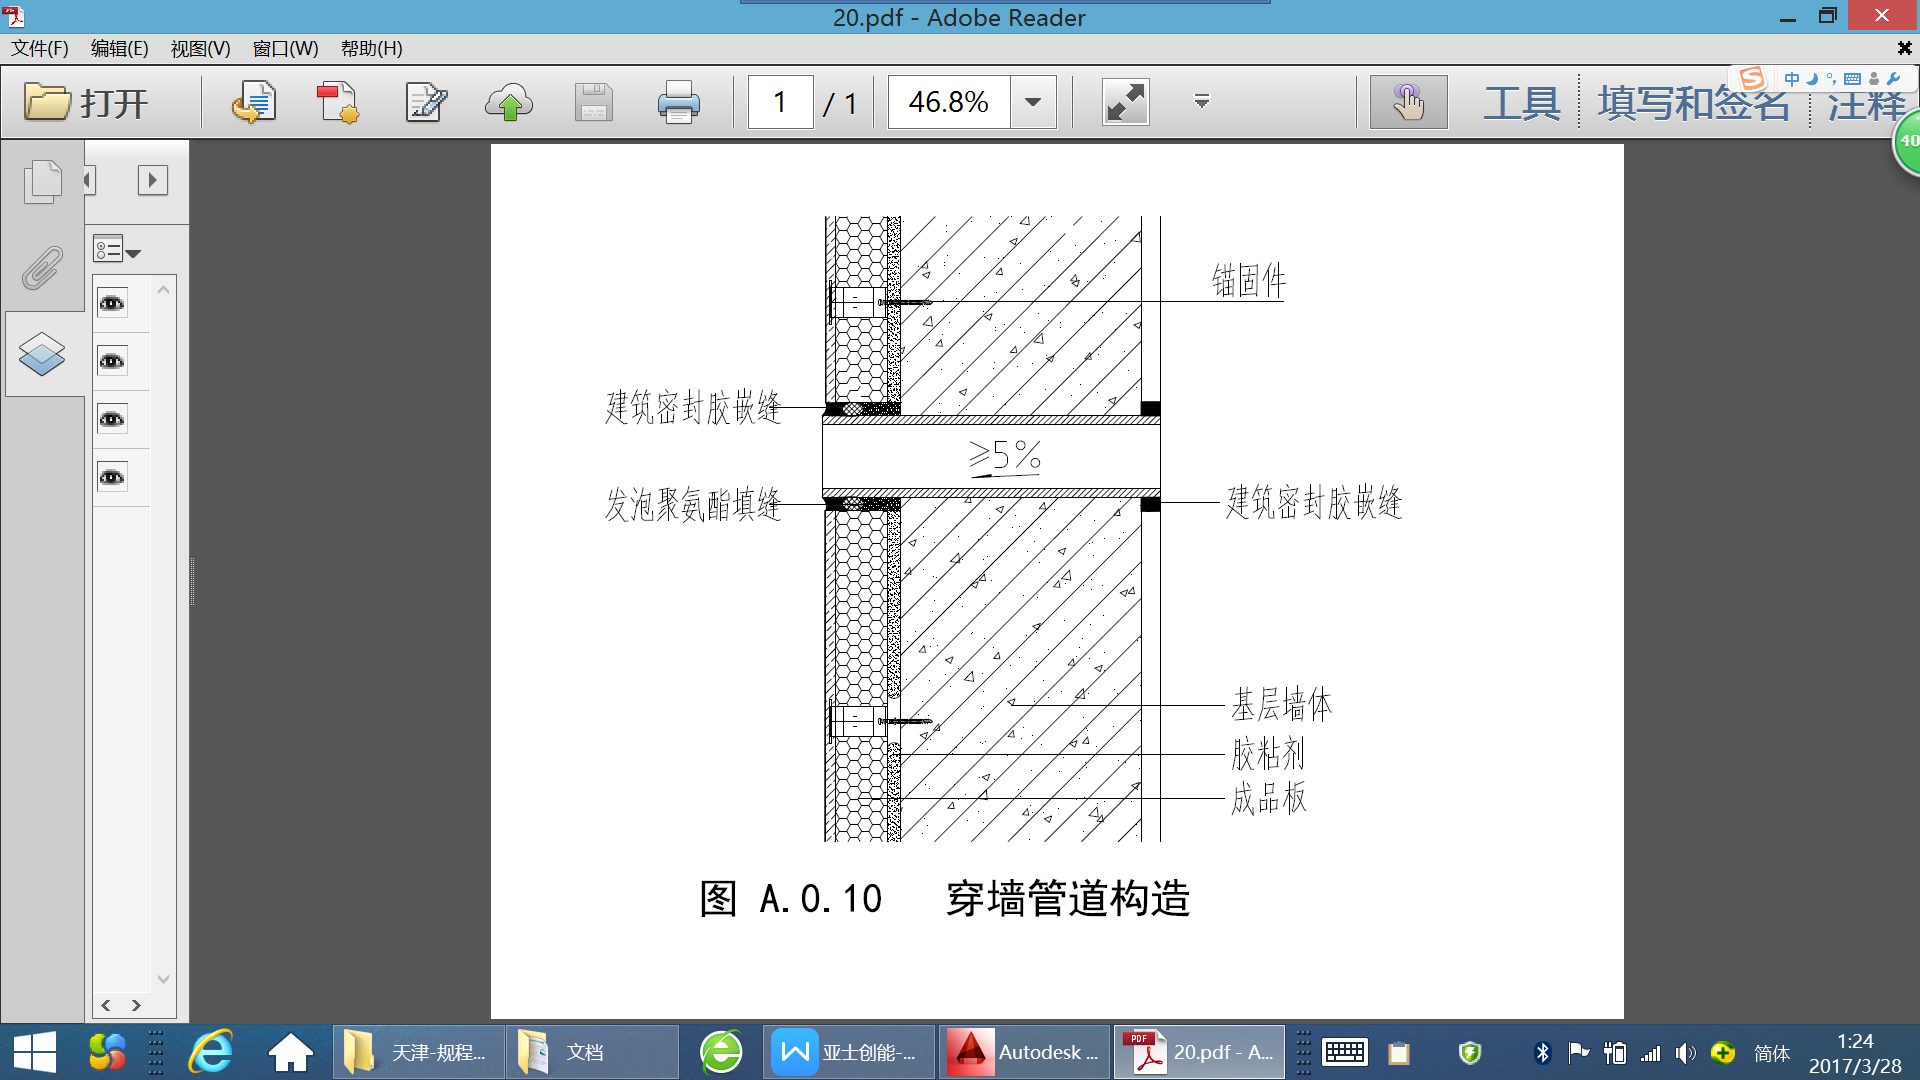 20.pdf - Adobe Reader
文件(F) 编辑(E) 视图(V) 窗口(W) 帮助(H)
打开 1 / 1 46.8% 工具 填写和签名 注释
中
40
锚固件
建筑密封胶嵌缝
≥5%
发泡聚氨酯填缝
建筑密封胶嵌缝
基层墙体
胶粘剂
成品板
图 A.0.10 穿墙管道构造
天津-规程... 文档 亚士创能-... Autodesk ... 20.pdf - A... 简体
1:24
2017/3/28